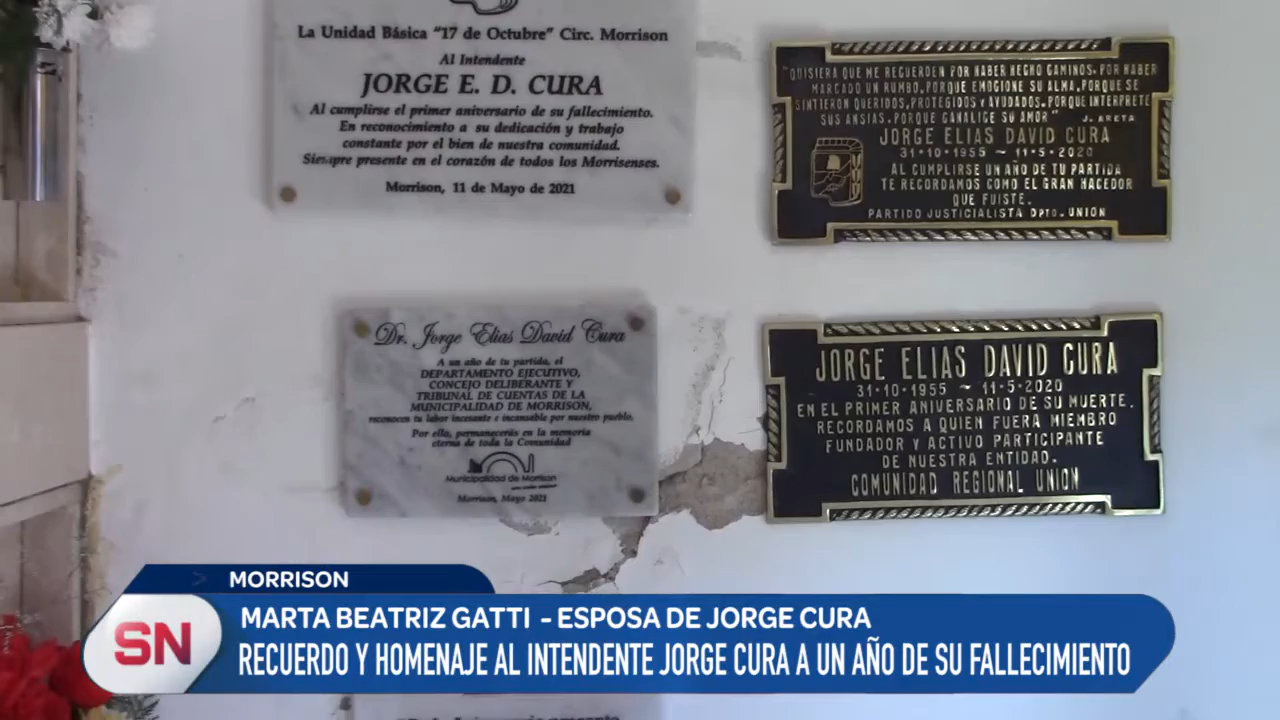 La Unidad Básica "17 de Octubre" Circ. Morrison
Al Intendente
JORGE E. D. CURA
Al cumplirse el primer aniversario de su fallecimiento.
En reconocimiento a su dedicación y trabajo
constante por el bien de nuestra comunidad.
Siempre presente en el corazón de todos los Morrisenses.
Morrison, 11 de Mayo de 2021
"QUISIERA QUE ME RECUERDEN POR HABER HECHO CAMINOS. POR HABER
MARCADO UN RUMBO, PORQUE EMOCIONE SU ALMA, PORQUE SE
SINTIERON QUERIDOS, PROTEGIDOS Y AYUDADOS. PORQUE INTERPRETE
SUS ANSIAS. PORQUE CANALICE SU AMOR" J. ARETA
JORGE ELIAS DAVID CURA
31-10-1955 ~ 11-5-2020
AL CUMPLIRSE UN AÑO DE TU PARTIDA
TE RECORDAMOS COMO EL GRAN HACEDOR
QUE FUISTE.
PARTIDO JUSTICIALISTA DPTO. UNION
Dr. Jorge Elias David Cura
A un año de tu partida, el
DEPARTAMENTO EJECUTIVO,
CONCEJO DELIBERANTE Y
TRIBUNAL DE CUENTAS DE LA
MUNICIPALIDAD DE MORRISON,
reconocen tu labor incesante e incansable por nuestro pueblo.
Por ello, permanecerás en la memoria
eterna de toda la Comunidad
Municipalidad de Morrison
Morrison, Mayo 2021
JORGE ELIAS DAVID CURA
31-10-1955 ~ 11-5-2020
EN EL PRIMER ANIVERSARIO DE SU MUERTE.
RECORDAMOS A QUIEN FUERA MIEMBRO
FUNDADOR Y ACTIVO PARTICIPANTE
DE NUESTRA ENTIDAD.
COMUNIDAD REGIONAL UNION
MORRISON
SN
MARTA BEATRIZ GATTI - ESPOSA DE JORGE CURA
RECUERDO Y HOMENAJE AL INTENDENTE JORGE CURA A UN AÑO DE SU FALLECIMIENTO